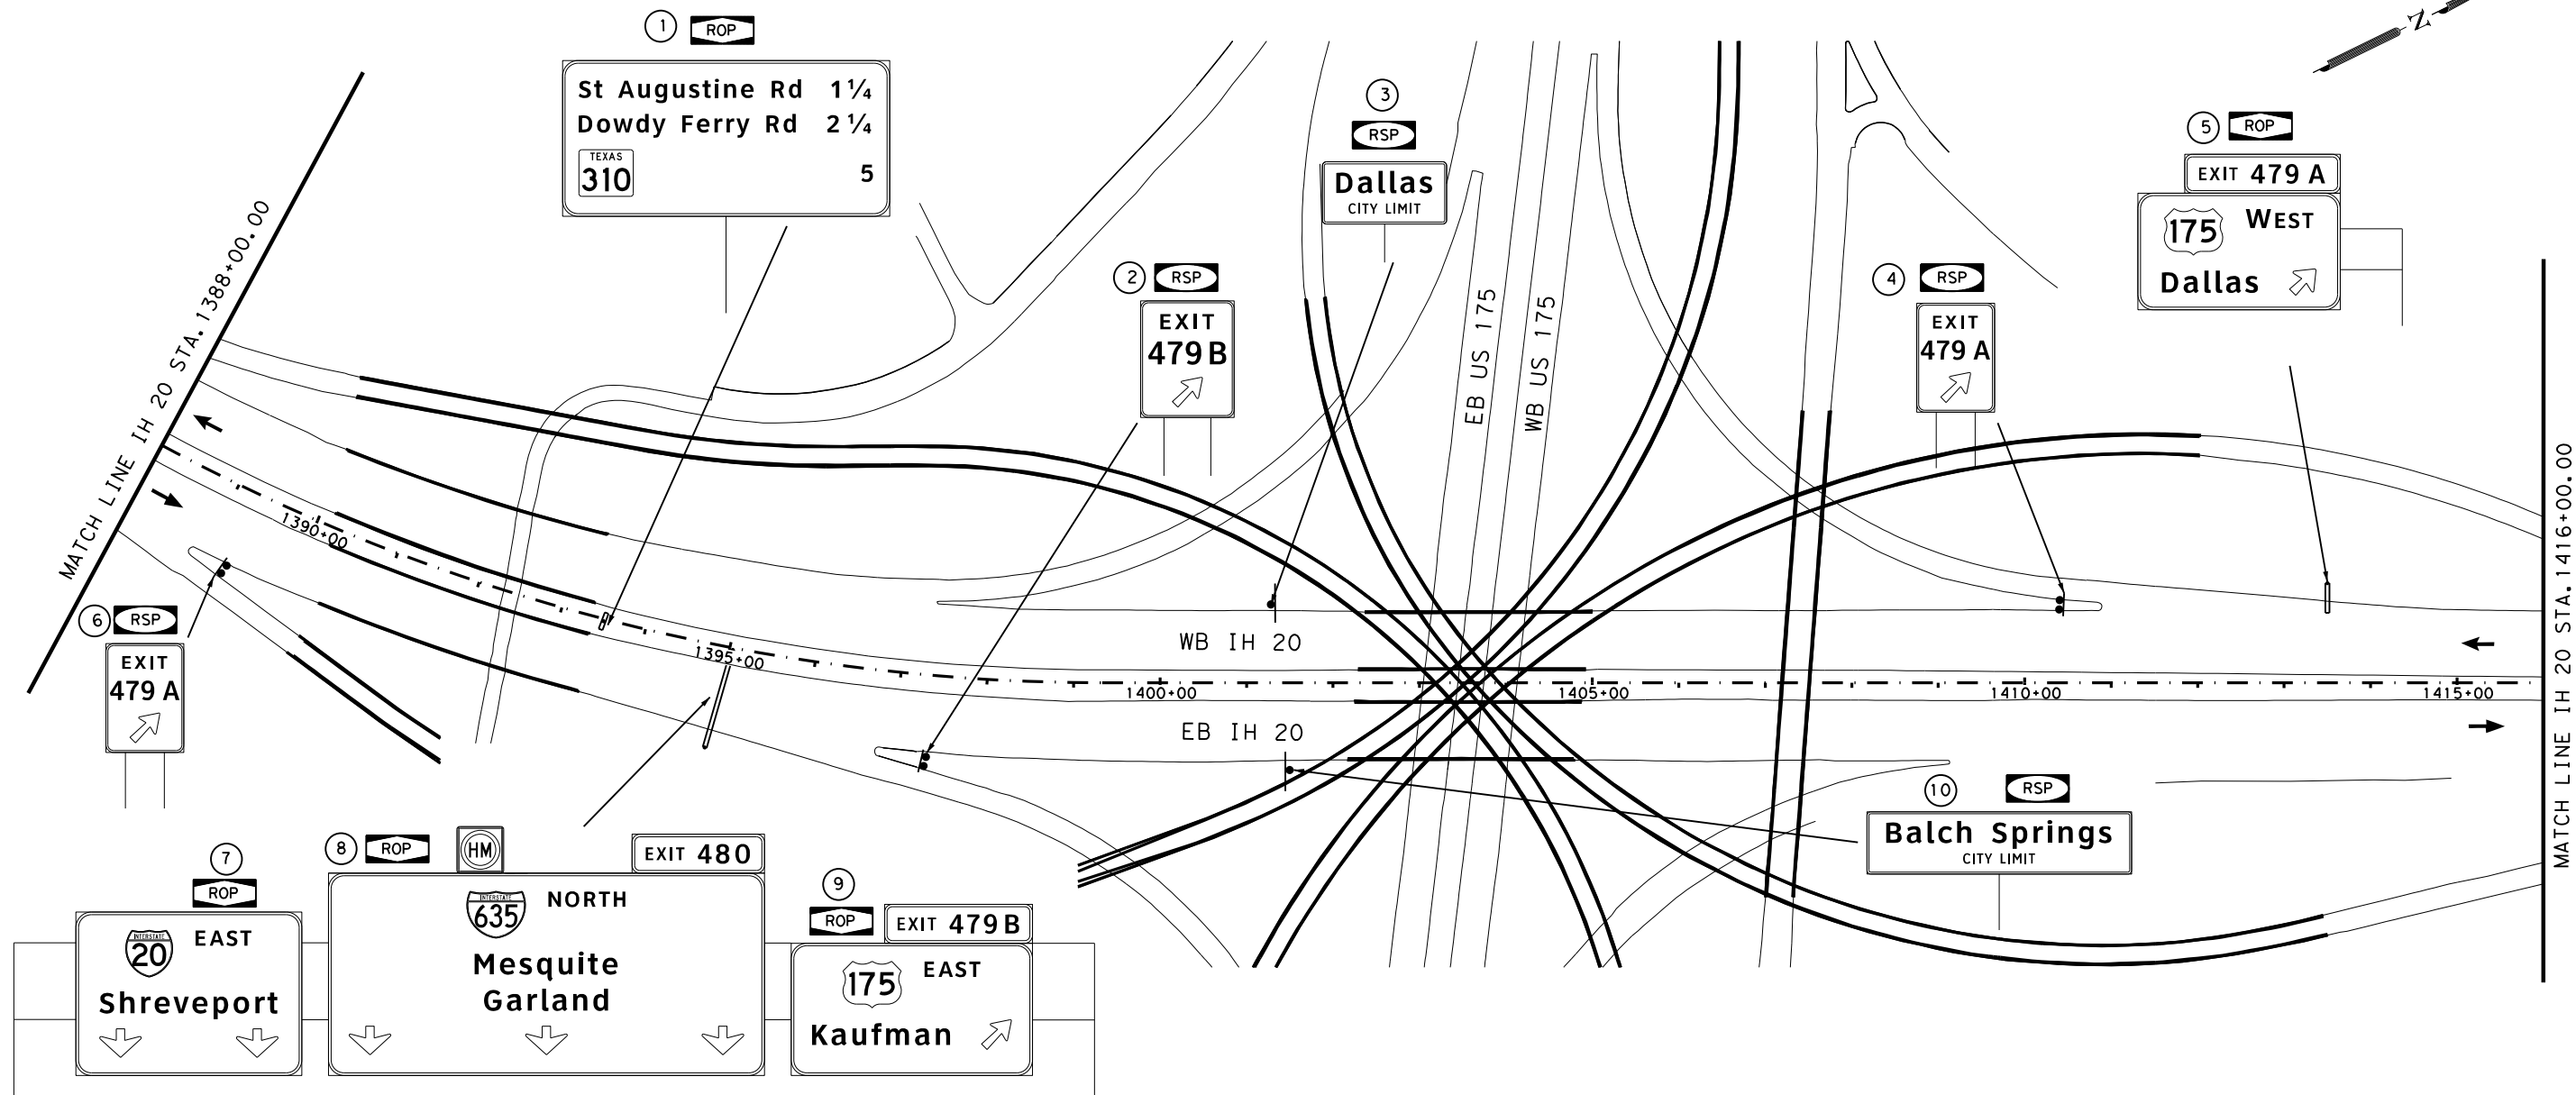 1 ROP
St Augustine Rd 1¼
Dowdy Ferry Rd 2¼
TEXAS
310 5
N
3
RSP
Dallas
CITY LIMIT
5 ROP
EXIT 479 A
175 WEST
Dallas
2 RSP
EXIT
479 B
4 RSP
EXIT
479 A
MATCH LINE IH 20 STA. 1388+00.00
EB US 175
WB US 175
MATCH LINE IH 20 STA. 1416+00.00
1390+00
1395+00
1400+00
1405+00
1410+00
1415+00
WB IH 20
EB IH 20
6 RSP
EXIT
479 A
10 RSP
Balch Springs
CITY LIMIT
7
ROP
INTERSTATE
20 EAST
Shreveport
8 ROP HM EXIT 480
INTERSTATE
635 NORTH
Mesquite
Garland
9
ROP EXIT 479 B
175 EAST
Kaufman